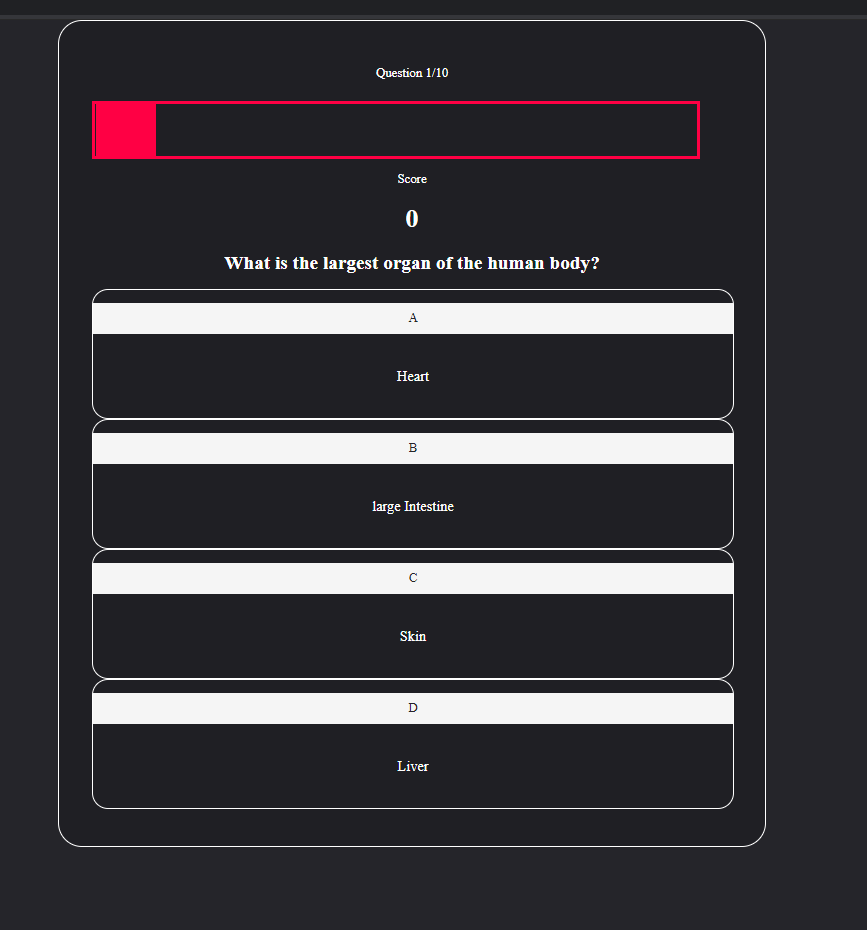 Question 1/10
Score
0
What is the largest organ of the human body?
A
Heart
B
large Intestine
C
Skin
D
Liver